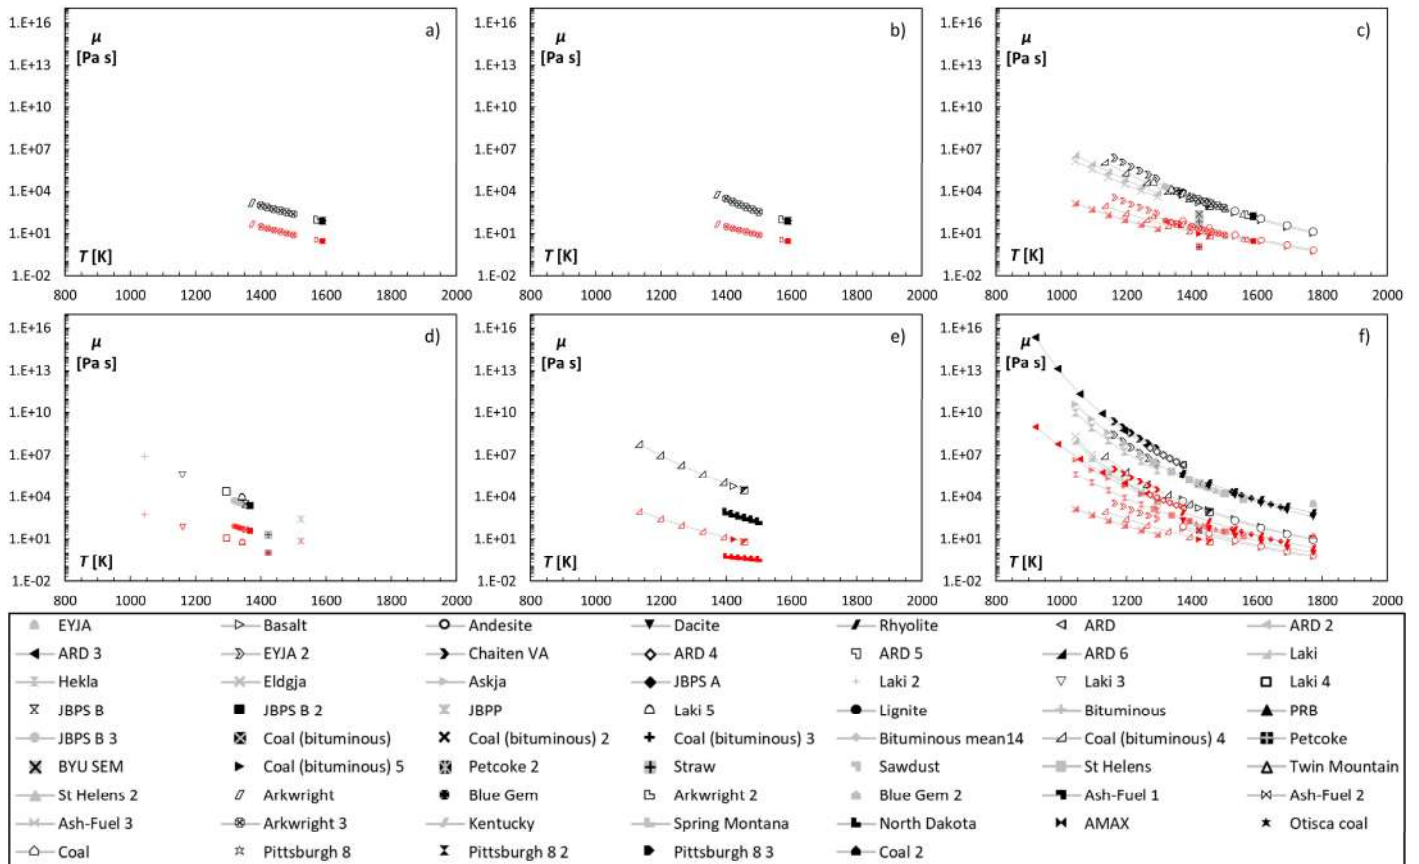 1.E+16 μ a) 1.E+16 μ b) 1.E+16 μ c)
[Pa s] [Pa s] [Pa s]
1.E+13 1.E+13 1.E+13
1.E+10 1.E+10 1.E+10
1.E+07 1.E+07 1.E+07
1.E+04 1.E+04 1.E+04
1.E+01 1.E+01 1.E+01
T [K] T [K] T [K]
1.E-02 1.E-02 1.E-02
800 1000 1200 1400 1600 1800 2000 800 1000 1200 1400 1600 1800 2000 800 1000 1200 1400 1600 1800 2000
1.E+16 μ d) 1.E+16 μ e) 1.E+16 μ f)
[Pa s] [Pa s] [Pa s]
1.E+13 1.E+13 1.E+13
1.E+10 1.E+10 1.E+10
1.E+07 1.E+07 1.E+07
1.E+04 1.E+04 1.E+04
1.E+01 1.E+01 1.E+01
T [K] T [K] T [K]
1.E-02 1.E-02 1.E-02
800 1000 1200 1400 1600 1800 2000 800 1000 1200 1400 1600 1800 2000 800 1000 1200 1400 1600 1800 2000
EYJA Basalt Andesite Dacite Rhyolite ARD ARD 2
ARD 3 EYJA 2 Chaiten VA ARD 4 ARD 5 ARD 6 Laki
Hekla Eldgja Askja JBPS A Laki 2 Laki 3 Laki 4
JBPS B JBPS B 2 JBPP Laki 5 Lignite Bituminous PRB
JBPS B 3 Coal (bituminous) Coal (bituminous) 2 Coal (bituminous) 3 Bituminous mean14 Coal (bituminous) 4 Petcoke
BYU SEM Coal (bituminous) 5 Petcoke 2 Straw Sawdust St Helens Twin Mountain
St Helens 2 Arkwright Blue Gem Arkwright 2 Blue Gem 2 Ash-Fuel 1 Ash-Fuel 2
Ash-Fuel 3 Arkwright 3 Kentucky Spring Montana North Dakota AMAX Otisca coal
Coal Pittsburgh 8 Pittsburgh 8 2 Pittsburgh 8 3 Coal 2